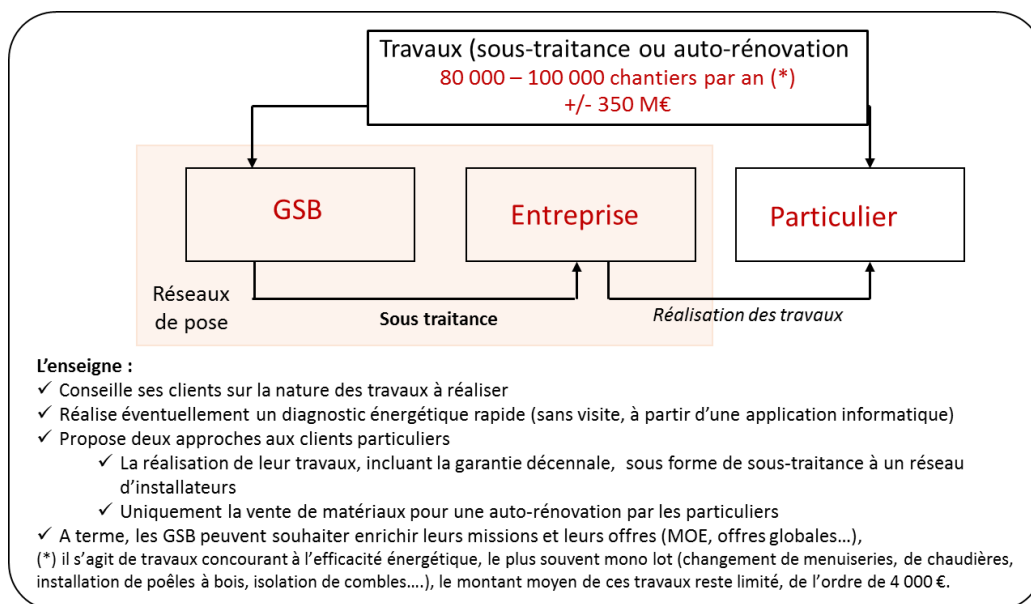 Travaux (sous-traitance ou auto-rénovation
80 000 – 100 000 chantiers par an (*)
+/- 350 M€
GSB
Entreprise
Particulier
Réseaux
de pose
Sous traitance
Réalisation des travaux
L’enseigne :
✓ Conseille ses clients sur la nature des travaux à réaliser
✓ Réalise éventuellement un diagnostic énergétique rapide (sans visite, à partir d’une application informatique)
✓ Propose deux approches aux clients particuliers
✓ La réalisation de leur travaux, incluant la garantie décennale, sous forme de sous-traitance à un réseau
d’installateurs
✓ Uniquement la vente de matériaux pour une auto-rénovation par les particuliers
✓ A terme, les GSB peuvent souhaiter enrichir leurs missions et leurs offres (MOE, offres globales…),
(*) il s’agit de travaux concourant à l’efficacité énergétique, le plus souvent mono lot (changement de menuiseries, de chaudières,
installation de poêles à bois, isolation de combles….), le montant moyen de ces travaux reste limité, de l’ordre de 4 000 €.